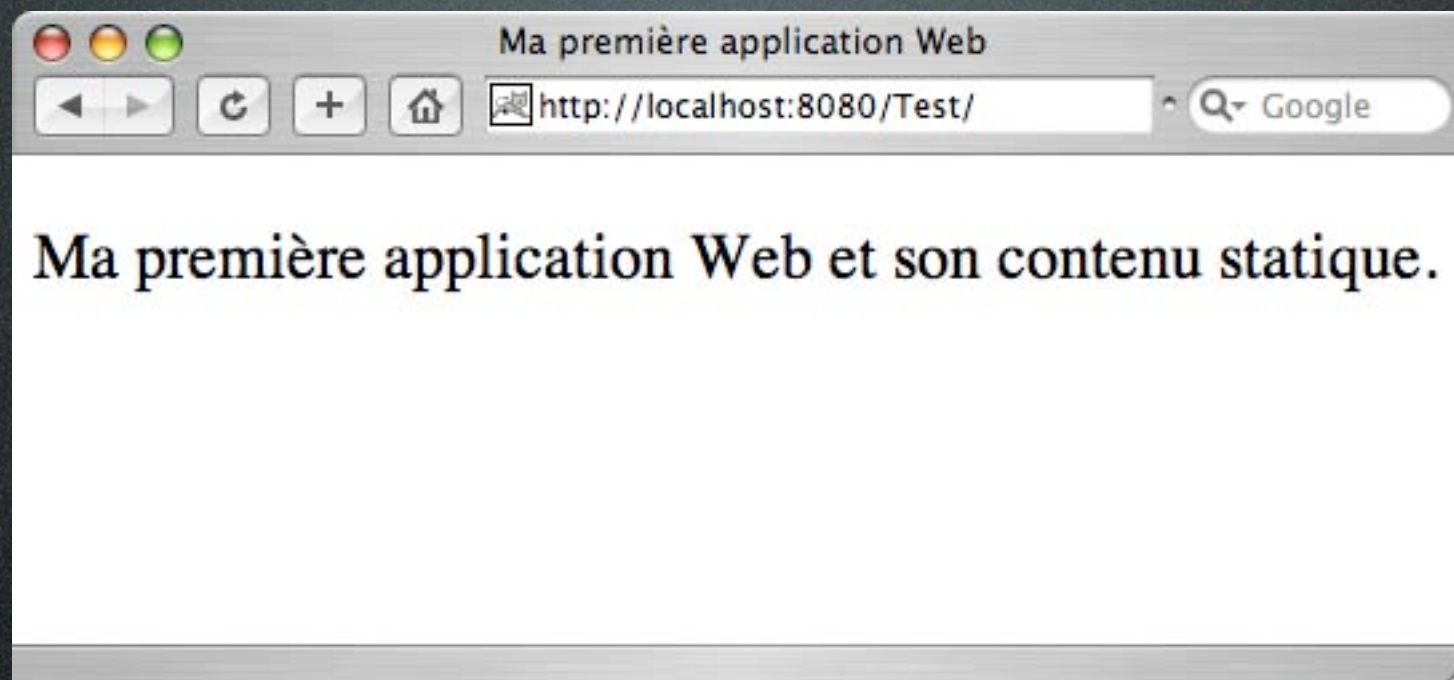 Ma première application Web
http://localhost:8080/Test/
Google
Ma première application Web et son contenu statique.